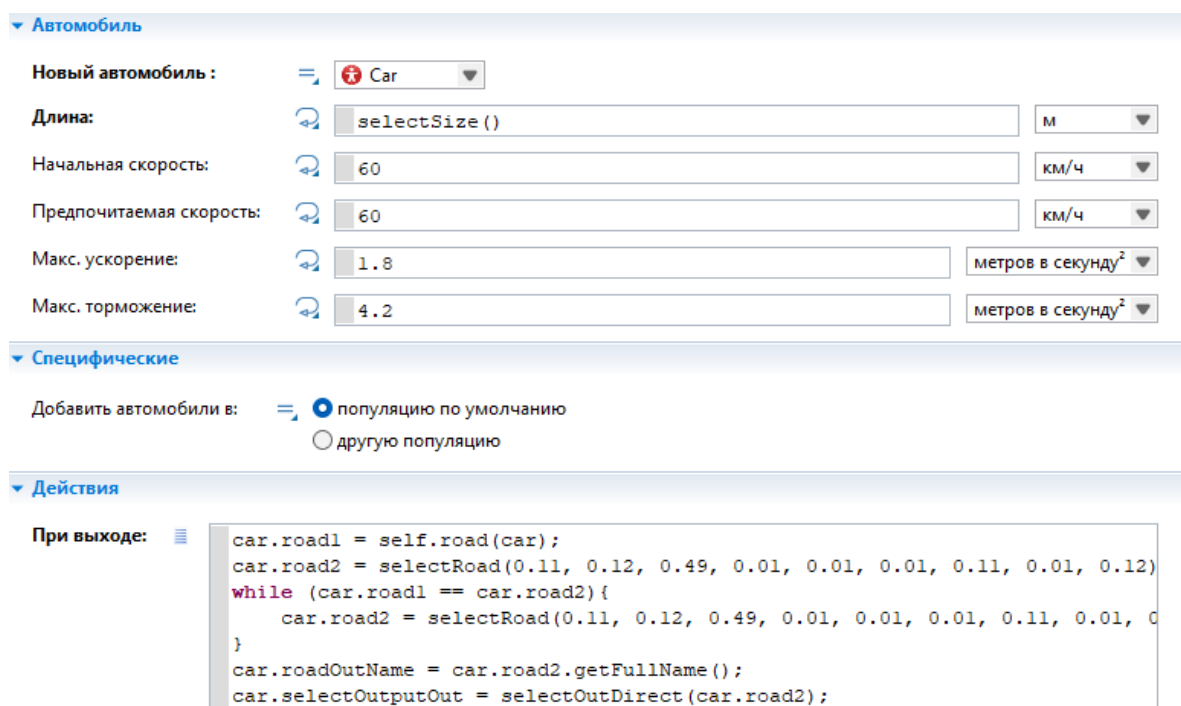 Автомобиль
Новый автомобиль : Car
Длина: selectSize() м
Начальная скорость: 60 км/ч
Предпочитаемая скорость: 60 км/ч
Макс. ускорение: 1.8 метров в секунду²
Макс. торможение: 4.2 метров в секунду²
Специфические
Добавить автомобили в: популяцию по умолчанию
другую популяцию
Действия
При выходе: car.road1 = self.road(car);
car.road2 = selectRoad(0.11, 0.12, 0.49, 0.01, 0.01, 0.01, 0.11, 0.01, 0.12)
while (car.road1 == car.road2){
car.road2 = selectRoad(0.11, 0.12, 0.49, 0.01, 0.01, 0.01, 0.11, 0.01,
}
car.roadOutName = car.road2.getFullName();
car.selectOutputOut = selectOutDirect(car.road2);